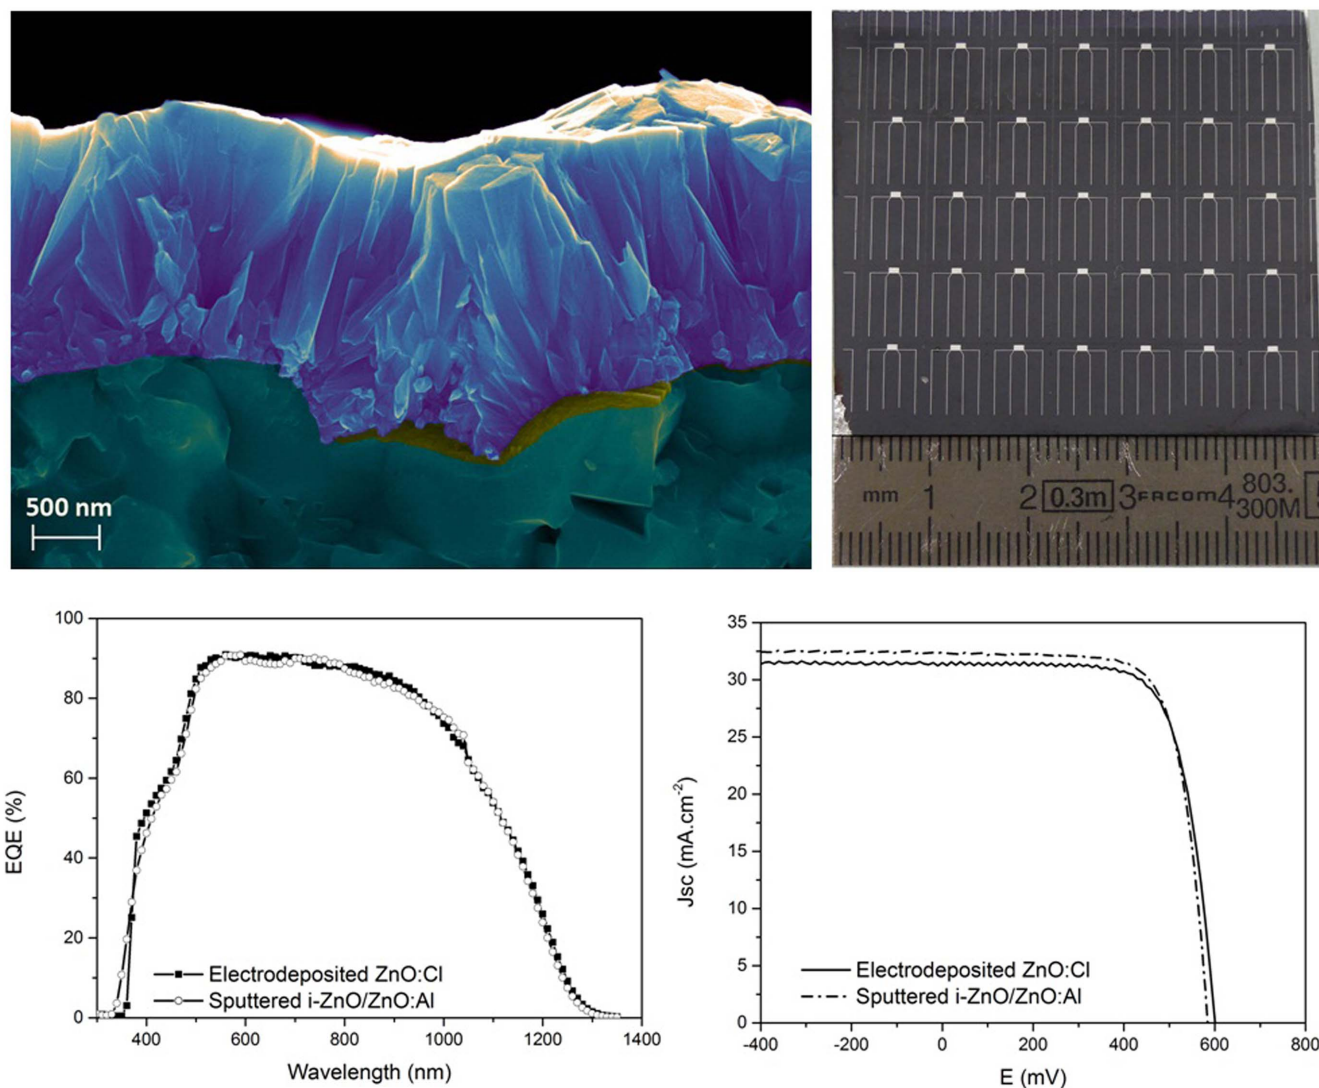 500 nm
mm 1 2 0.3m 3 FACOM 4 803.
300M
100
80
60
40
20
0
EQE (%)
Electrodeposited ZnO:Cl
Sputtered i-ZnO/ZnO:Al
400 600 800 1000 1200 1400
Wavelength (nm)
35
30
25
20
15
10
5
0
Jsc (mA.cm⁻²)
Electrodeposited ZnO:Cl
Sputtered i-ZnO/ZnO:Al
-400 -200 0 200 400 600 800
E (mV)